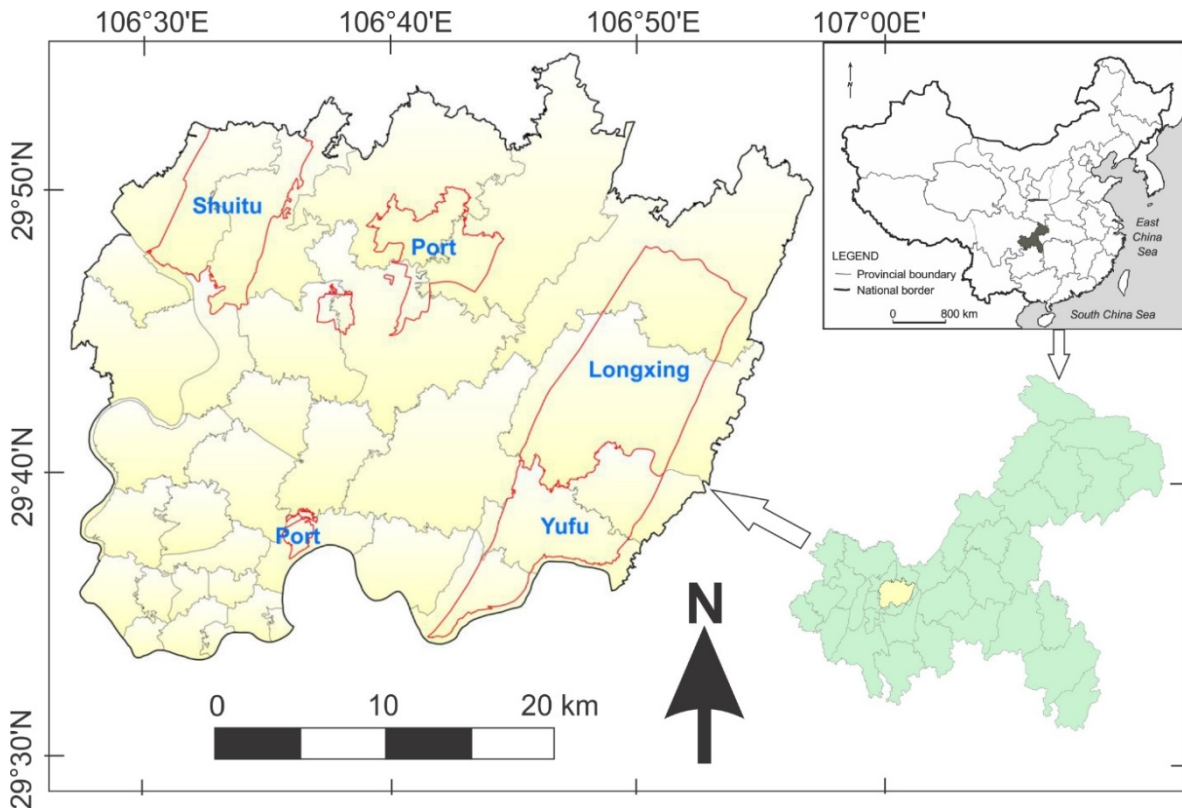 106°30'E
106°40'E
106°50'E
107°00'E'
29°50'N
29°40'N
29°30'N
Shuitu
Port
Longxing
Yufu
Port
0 10 20 km
N
N
East
China
Sea
LEGEND
Provincial boundary
National border
0 800 km
South China Sea